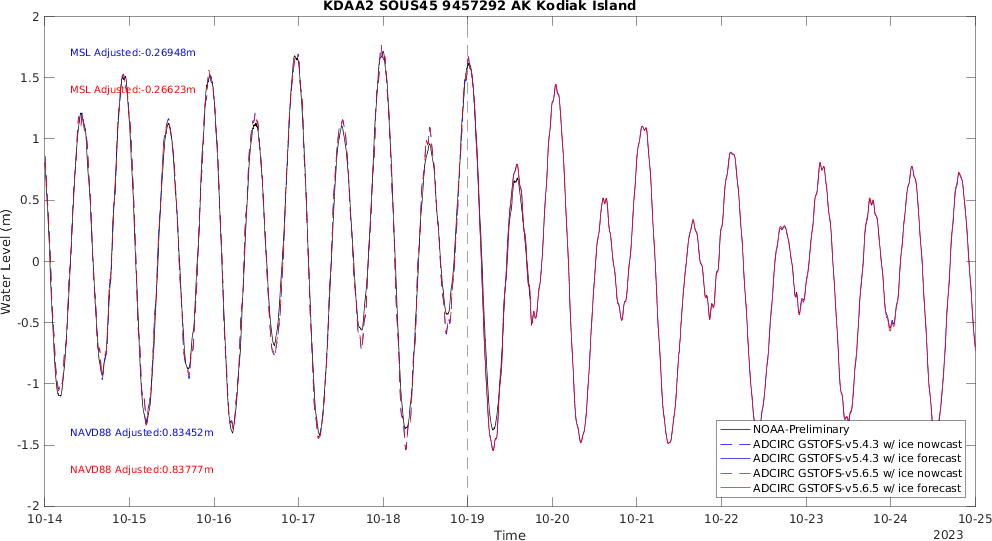 KDAA2 SOUS45 9457292 AK Kodiak Island
2
1.5
1
0.5
0
-0.5
-1
-1.5
-2
Water Level (m)
MSL Adjusted:-0.26948m
MSL Adjusted:-0.26623m
NAVD88 Adjusted:0.83452m
NAVD88 Adjusted:0.83777m
NOAA-Preliminary
ADCIRC GSTOFS-v5.4.3 w/ ice nowcast
ADCIRC GSTOFS-v5.4.3 w/ ice forecast
ADCIRC GSTOFS-v5.6.5 w/ ice nowcast
ADCIRC GSTOFS-v5.6.5 w/ ice forecast
10-14 10-15 10-16 10-17 10-18 10-19 10-20 10-21 10-22 10-23 10-24 10-25
Time
2023